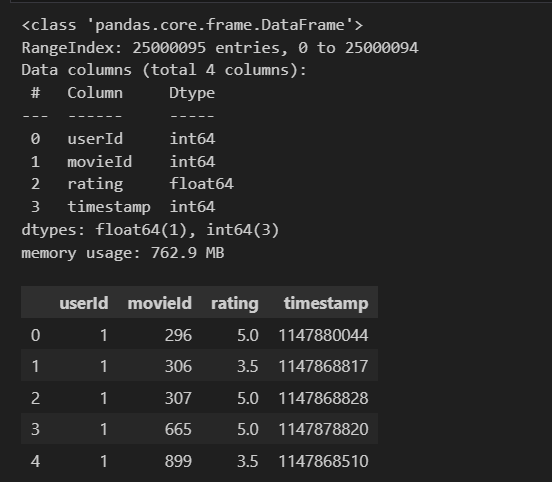 <class 'pandas.core.frame.DataFrame'>
RangeIndex: 25000095 entries, 0 to 25000094
Data columns (total 4 columns):
 #   Column     Dtype
---  ------     -----
 0   userId     int64
 1   movieId    int64
 2   rating     float64
 3   timestamp  int64
dtypes: float64(1), int64(3)
memory usage: 762.9 MB
userId movieId rating timestamp
0 1 296 5.0 1147880044
1 1 306 3.5 1147868817
2 1 307 5.0 1147868828
3 1 665 5.0 1147878820
4 1 899 3.5 1147868510